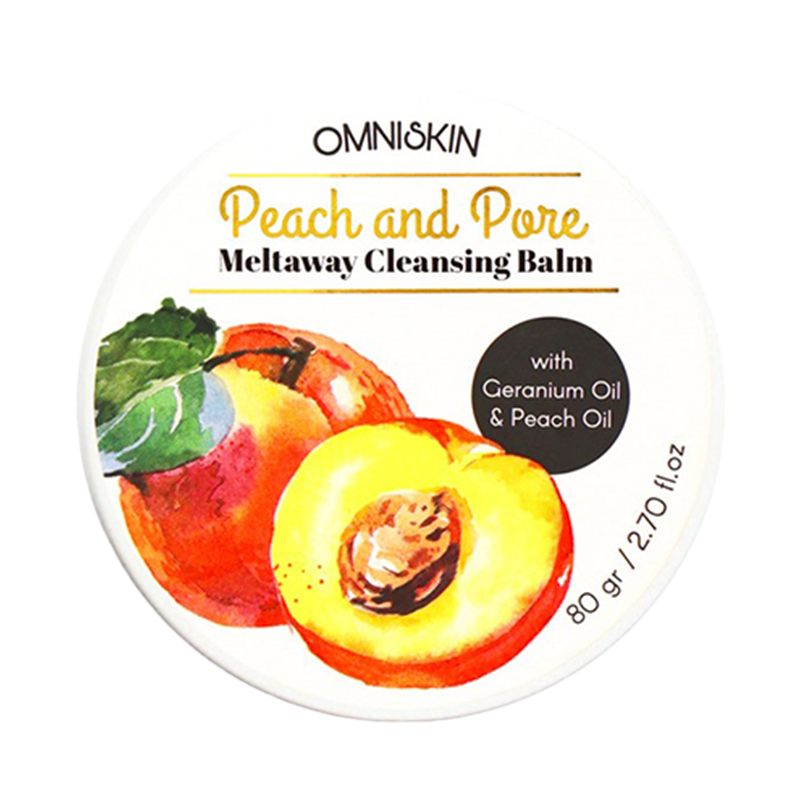 OMNISKIN
Peach and Pore
Meltaway Cleansing Balm
with
Geranium Oil
& Peach Oil
80 gr / 2.70 fl.oz